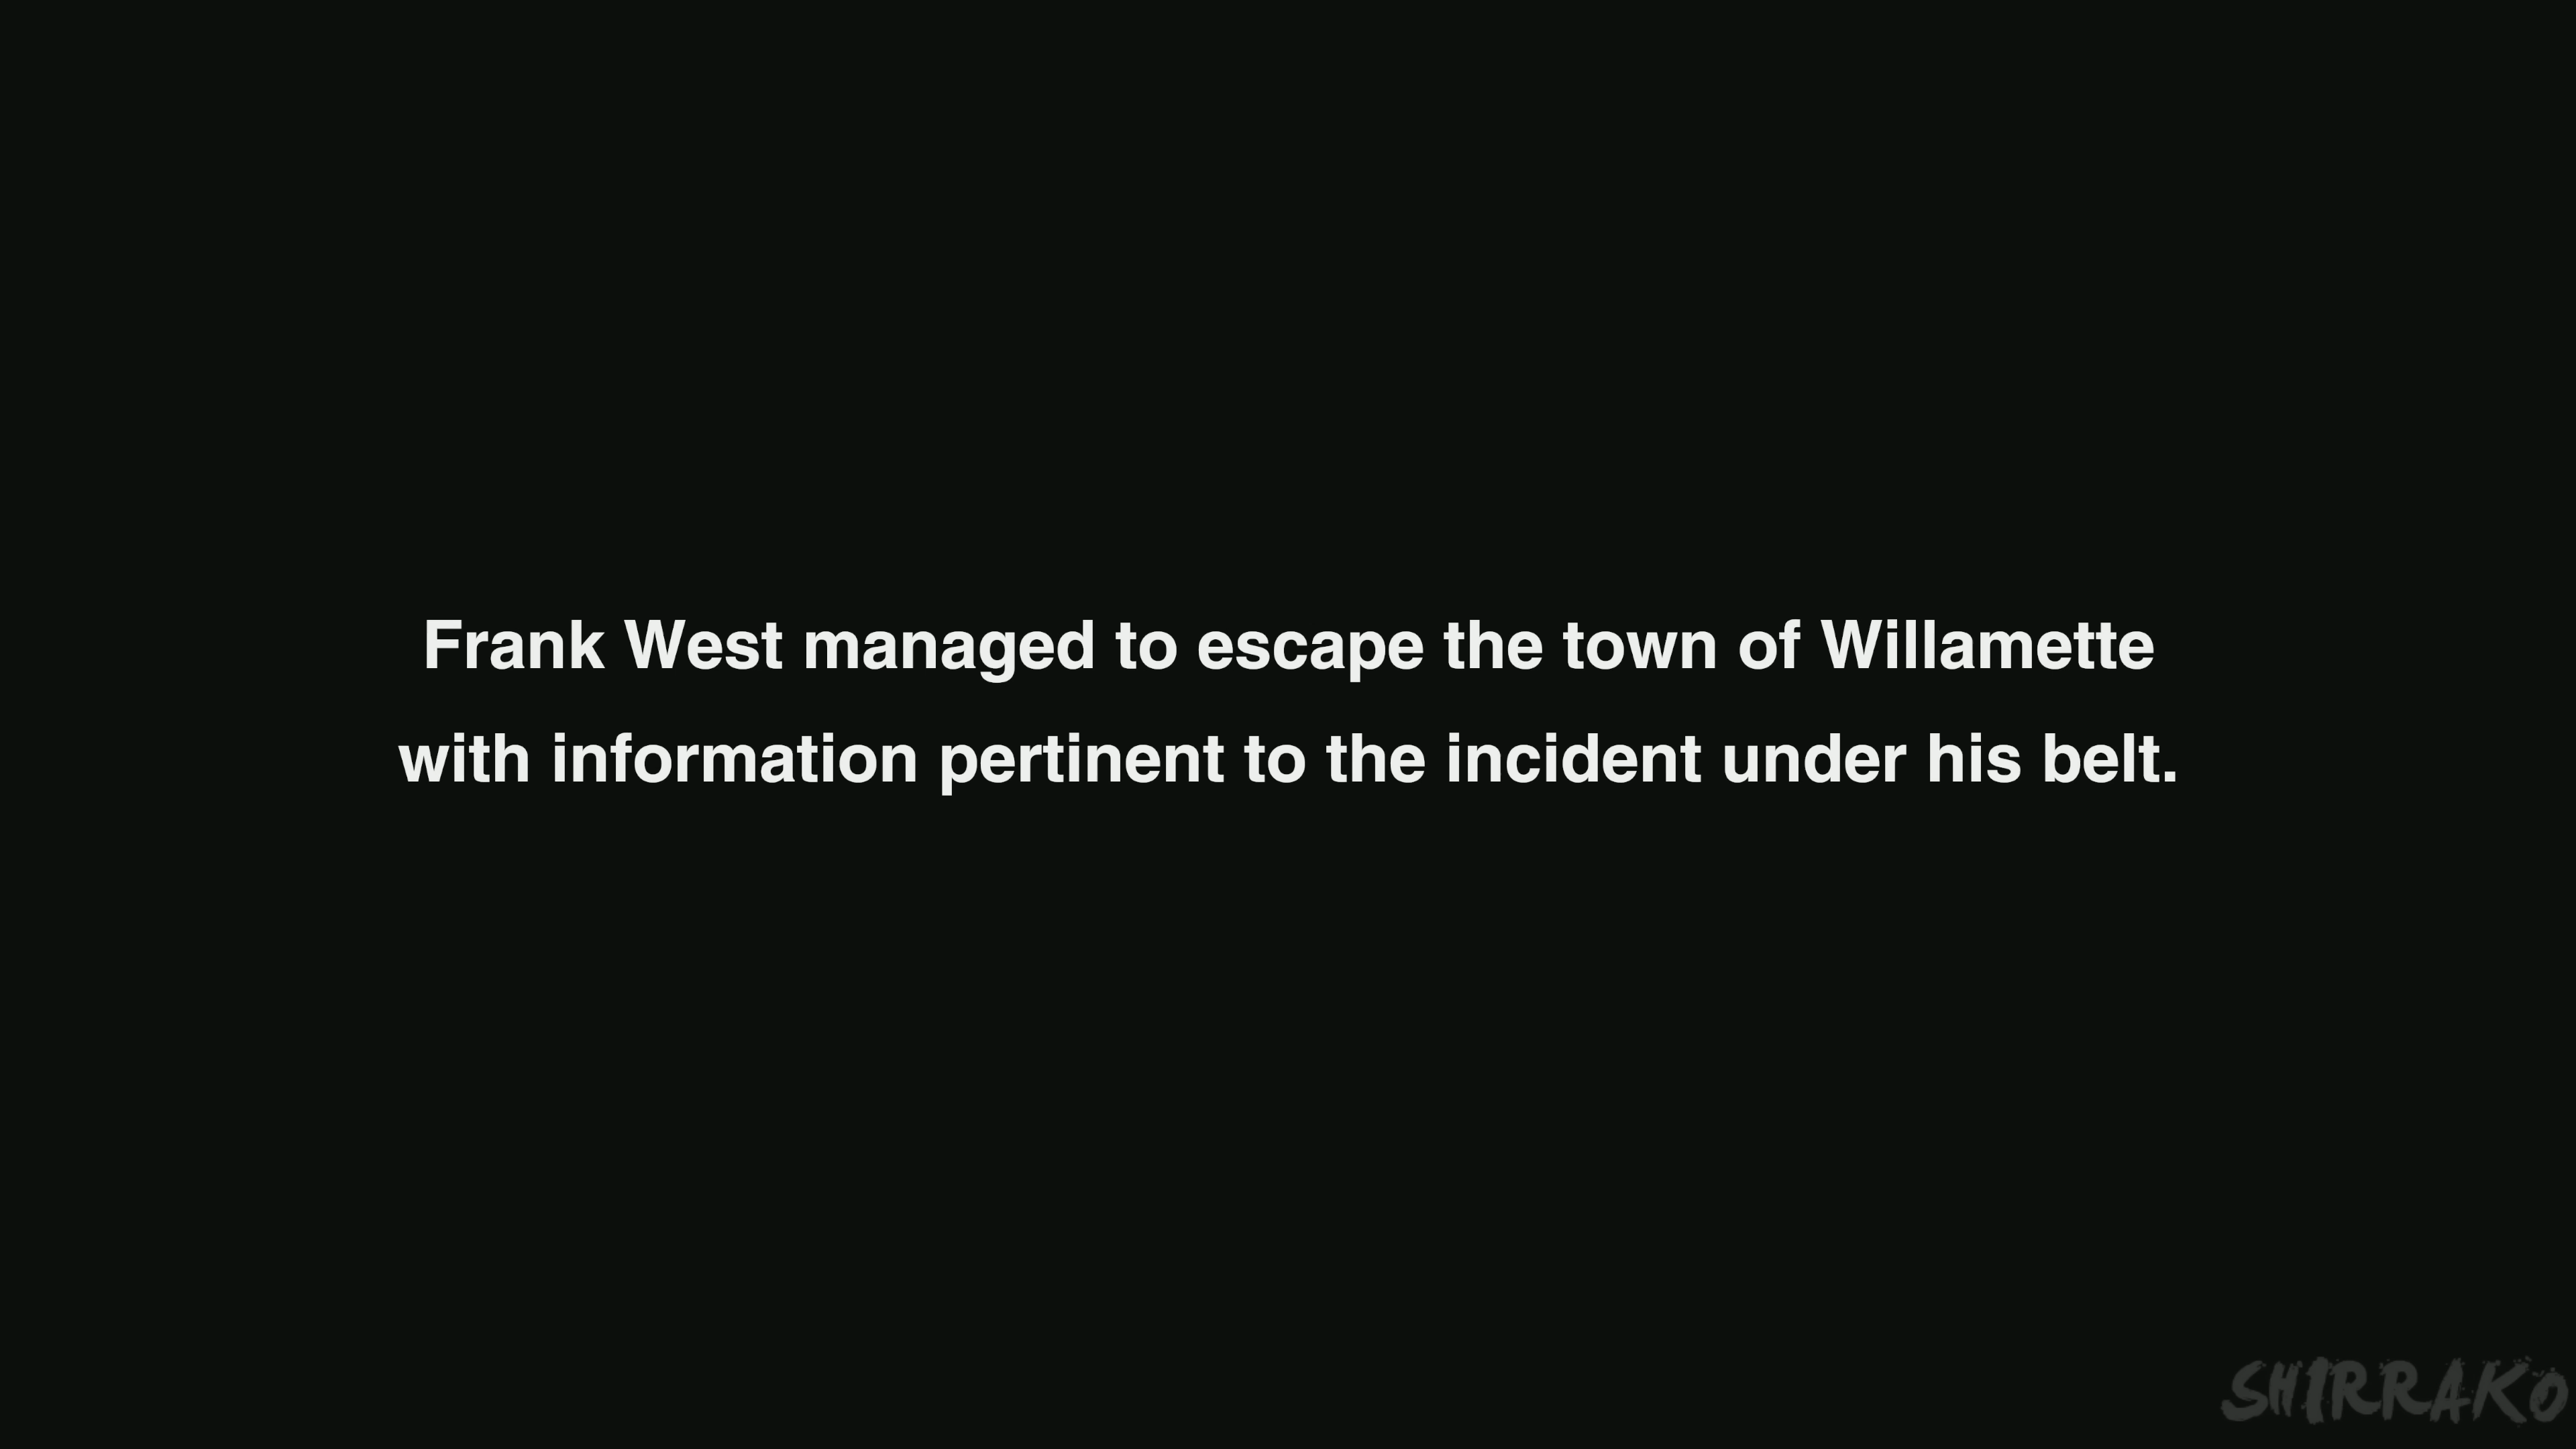 Frank West managed to escape the town of Willamette
with information pertinent to the incident under his belt.
SHIRRAKO